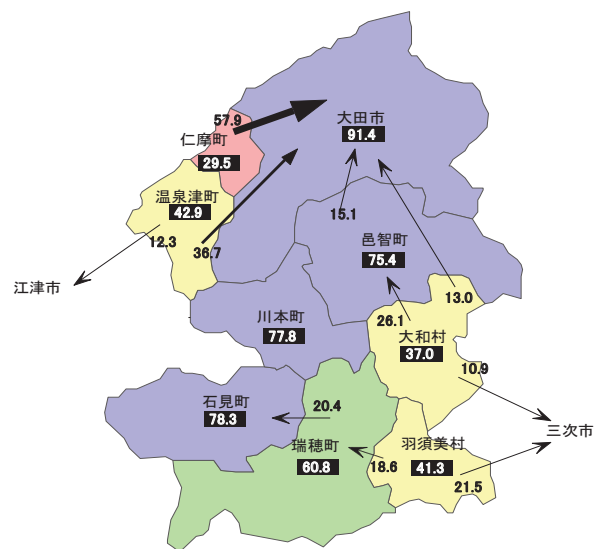 57.9
大田市
91.4
仁摩町
29.5
温泉津町
42.9
15.1
12.3
36.7
邑智町
75.4
江津市
13.0
川本町
77.8
26.1
大和村
37.0
10.9
石見町
78.3
20.4
三次市
瑞穂町
60.8
羽須美村
18.6
41.3
21.5